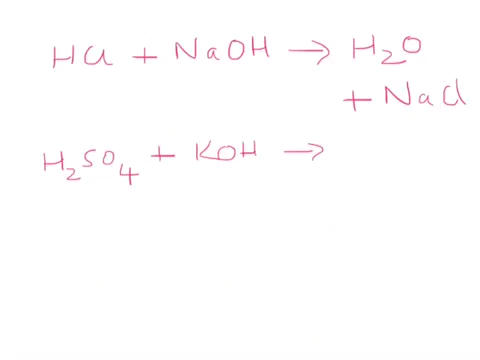 HCl + NaOH → H₂O
+ NaCl
H₂SO₄ + KOH →